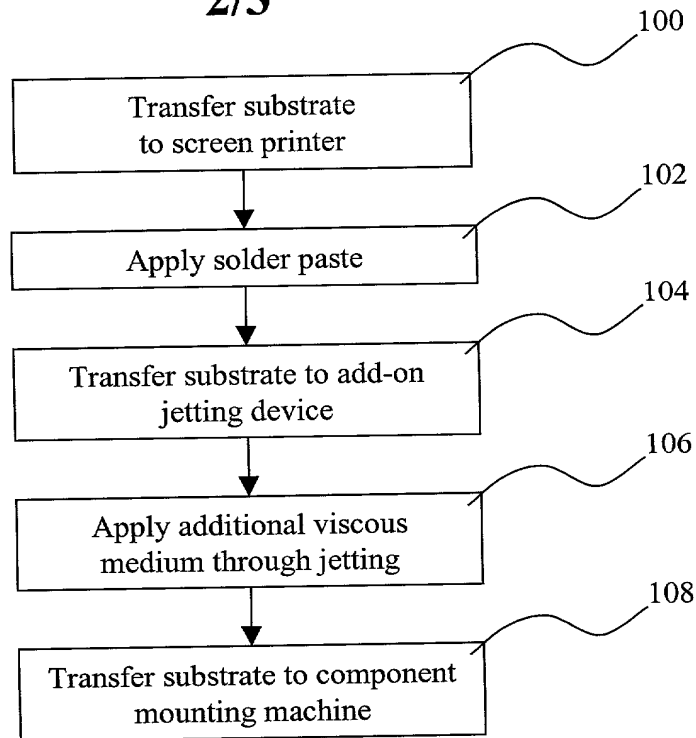 2/3
100
Transfer substrate
to screen printer
102
Apply solder paste
104
Transfer substrate to add-on
jetting device
106
Apply additional viscous
medium through jetting
108
Transfer substrate to component
mounting machine